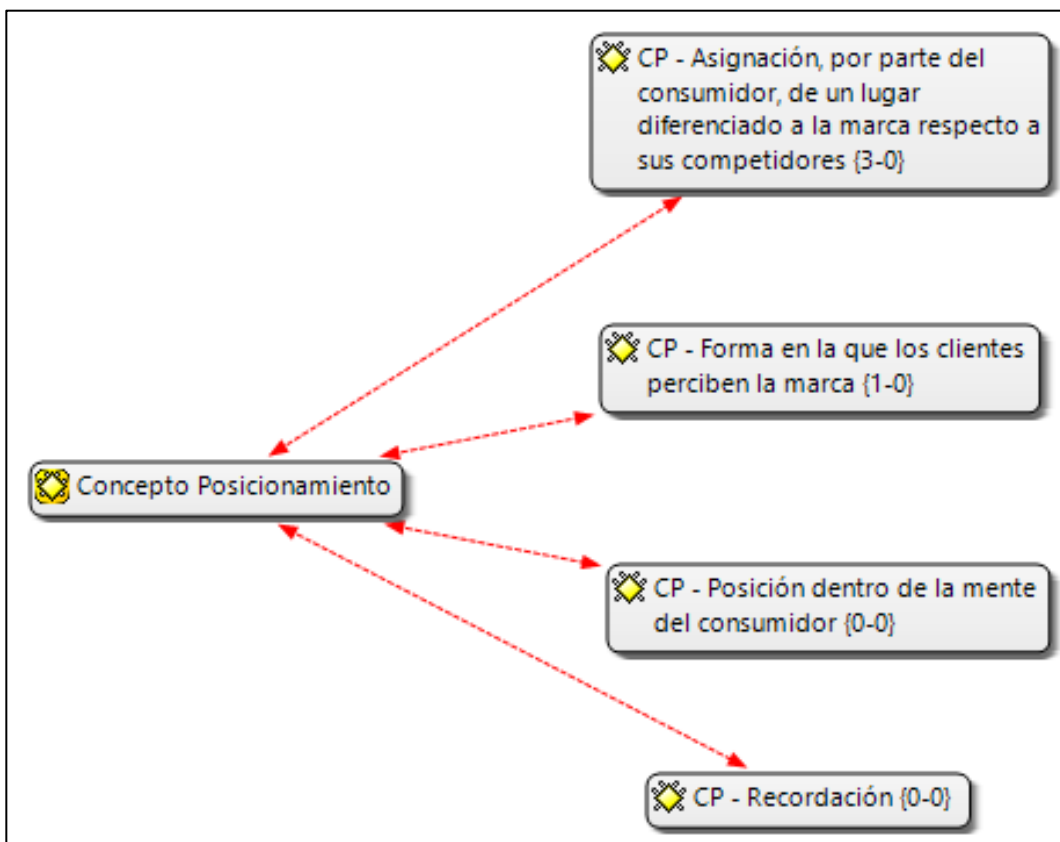 CP - Asignación, por parte del
consumidor, de un lugar
diferenciado a la marca respecto a
sus competidores {3-0}
CP - Forma en la que los clientes
perciben la marca {1-0}
Concepto Posicionamiento
CP - Posición dentro de la mente
del consumidor {0-0}
CP - Recordación {0-0}